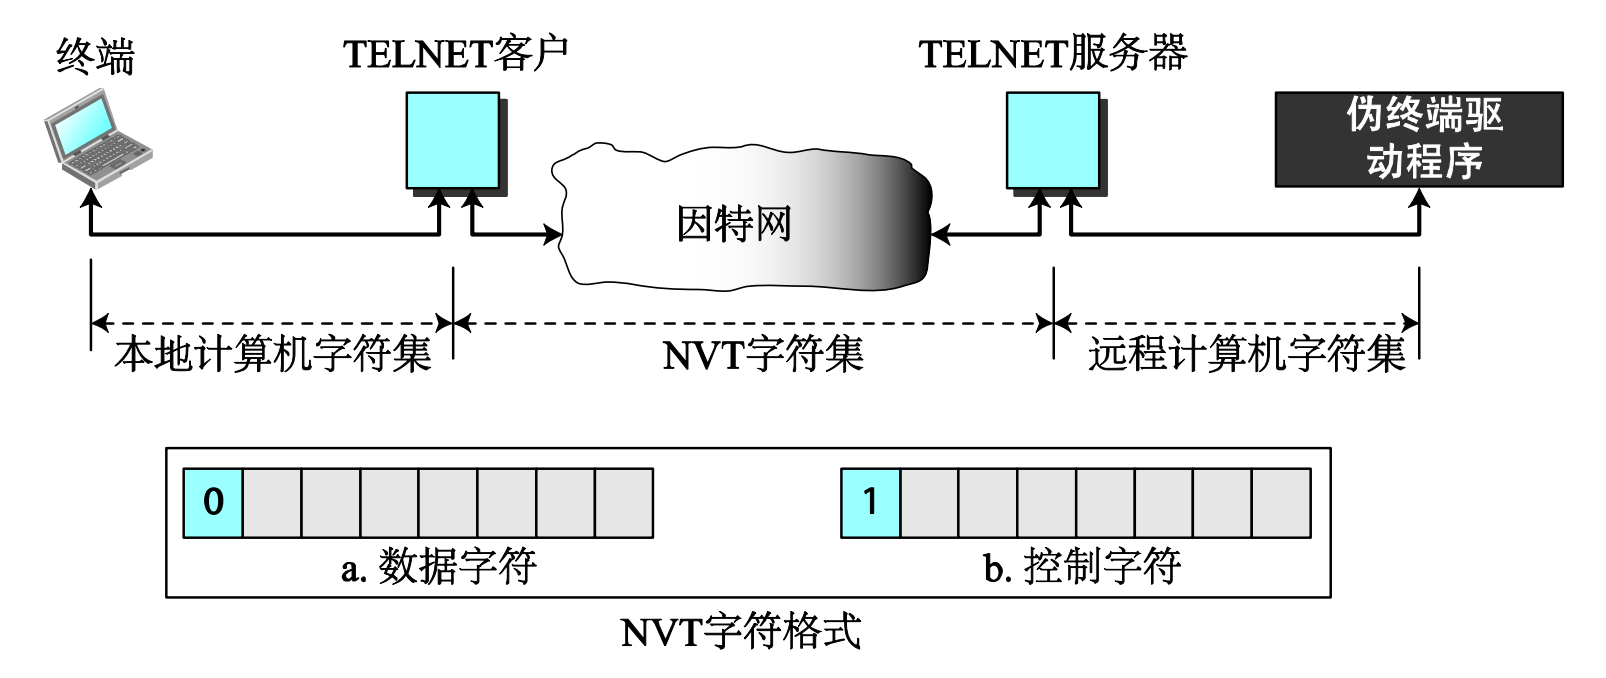 终端
TELNET客户
TELNET服务器
伪终端驱
动程序
因特网
本地计算机字符集
NVT字符集
远程计算机字符集
0
1
a. 数据字符
b. 控制字符
NVT字符格式